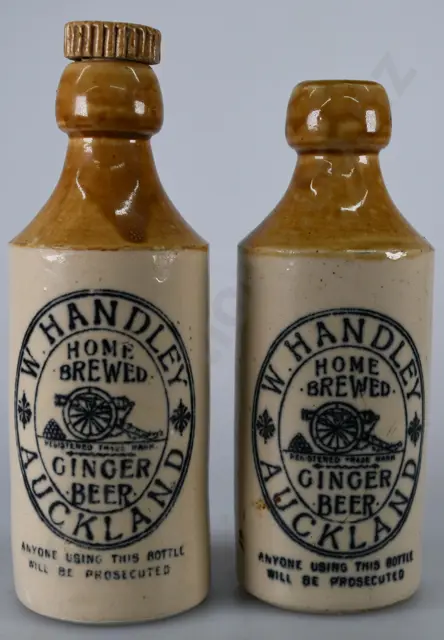 W. HANDLEY
HOME
BREWED
REGISTERED TRADE MARK
GINGER
BEER
AUCKLAND
ANYONE USING THIS BOTTLE
WILL BE PROSECUTED
W. HANDLEY
HOME
BREWED
REGISTERED TRADE MARK
GINGER
BEER
AUCKLAND
ANYONE USING THIS BOTTLE
WILL BE PROSECUTED